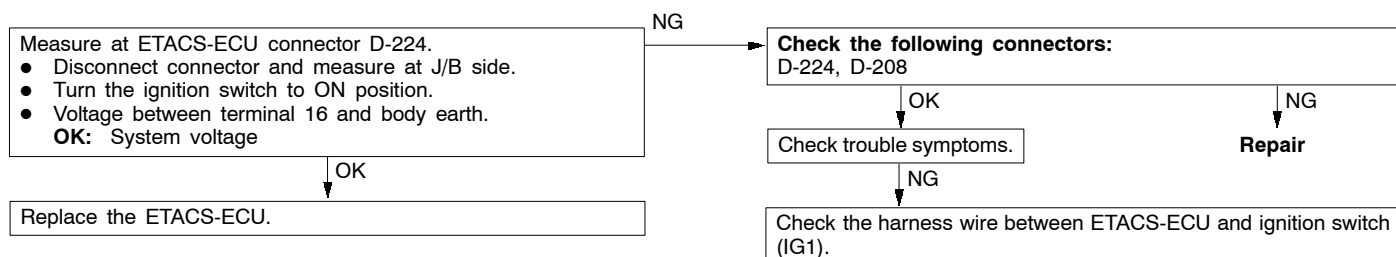 Measure at ETACS-ECU connector D-224.
● Disconnect connector and measure at J/B side.
● Turn the ignition switch to ON position.
● Voltage between terminal 16 and body earth.
OK: System voltage
NG
Check the following connectors:
D-224, D-208
OK
NG
Check trouble symptoms.
Repair
OK
NG
Replace the ETACS-ECU.
Check the harness wire between ETACS-ECU and ignition switch
(IG1).